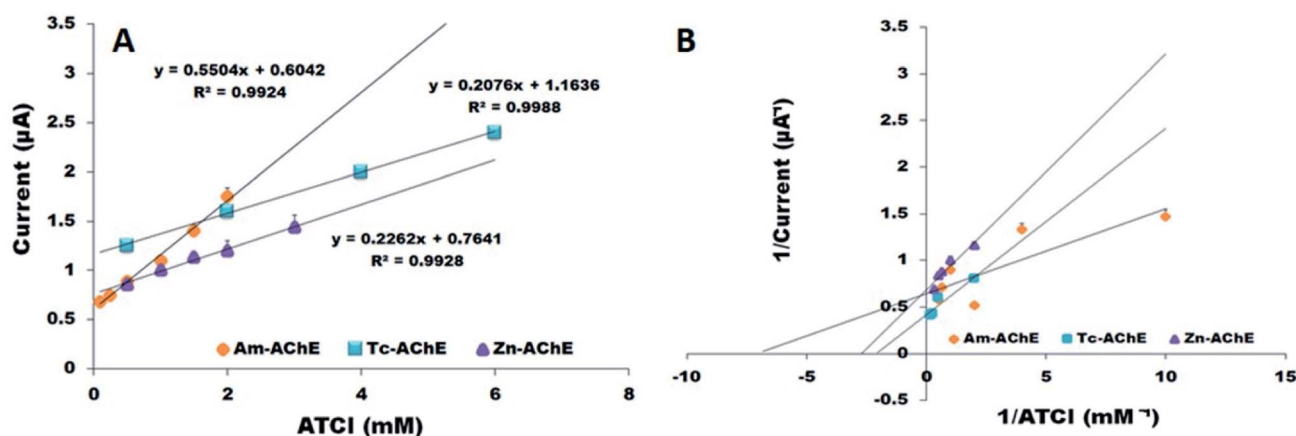 A
Current (µA)
3.5
3
2.5
2
1.5
1
0.5
0
y = 0.5504x + 0.6042
R² = 0.9924
y = 0.2076x + 1.1636
R² = 0.9988
y = 0.2262x + 0.7641
R² = 0.9928
Am-AChE Tc-AChE Zn-AChE
0 2 4 6 8
ATCl (mM)
B
1/Current (µA⁻¹)
3.5
3
2.5
2
1.5
1
0.5
0
-0.5
Am-AChE Tc-AChE Zn-AChE
-10 -5 0 5 10 15
1/ATCl (mM⁻¹)